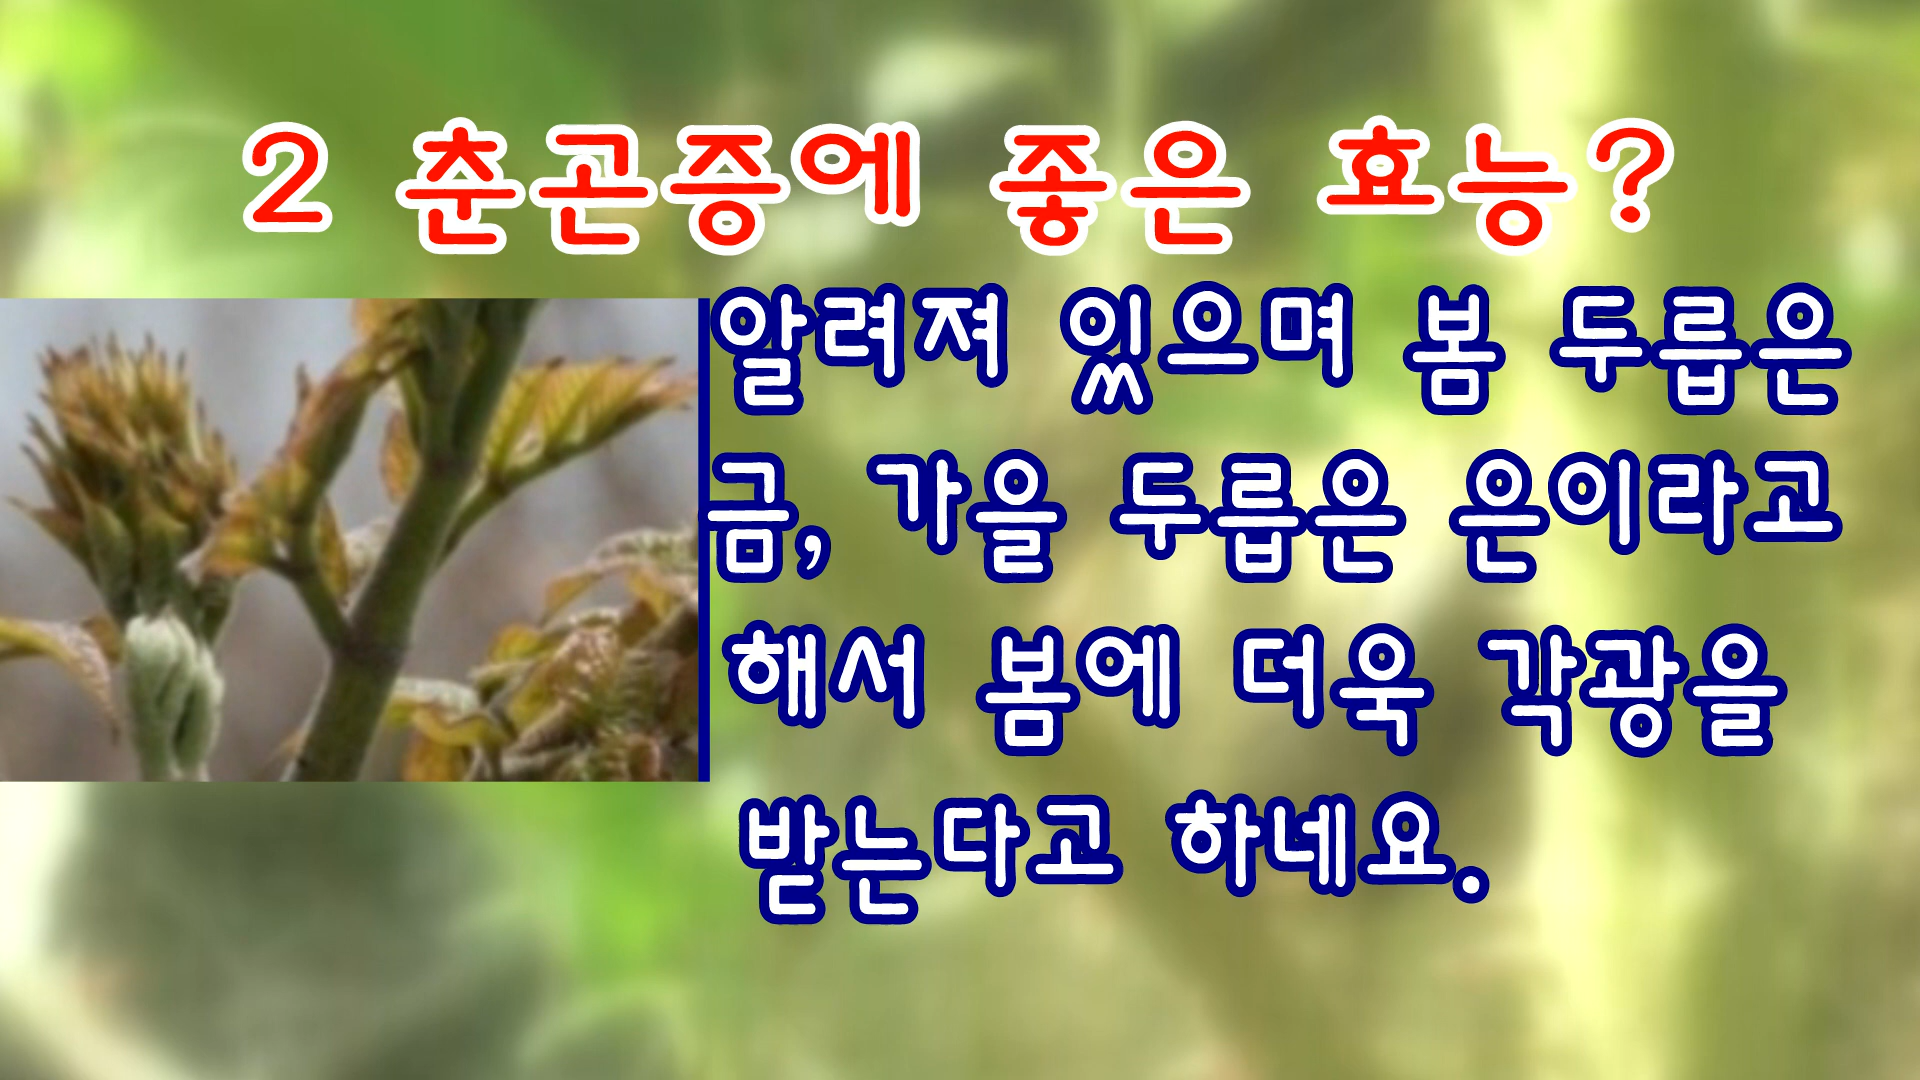 2 춘곤증에 좋은 효능?
알려져 있으며 봄 두릅은
금, 가을 두릅은 은이라고
해서 봄에 더욱 각광을
받는다고 하네요.